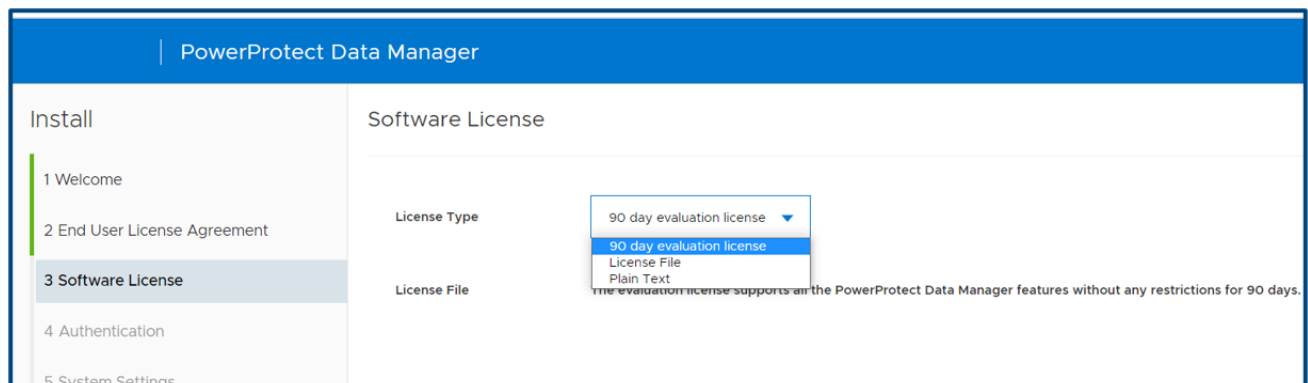 PowerProtect Data Manager
Install
1 Welcome
2 End User License Agreement
3 Software License
4 Authentication
5 System Settings
Software License
License Type
90 day evaluation license
90 day evaluation license
License File
Plain Text
License File
The evaluation license supports all the PowerProtect Data Manager features without any restrictions for 90 days.